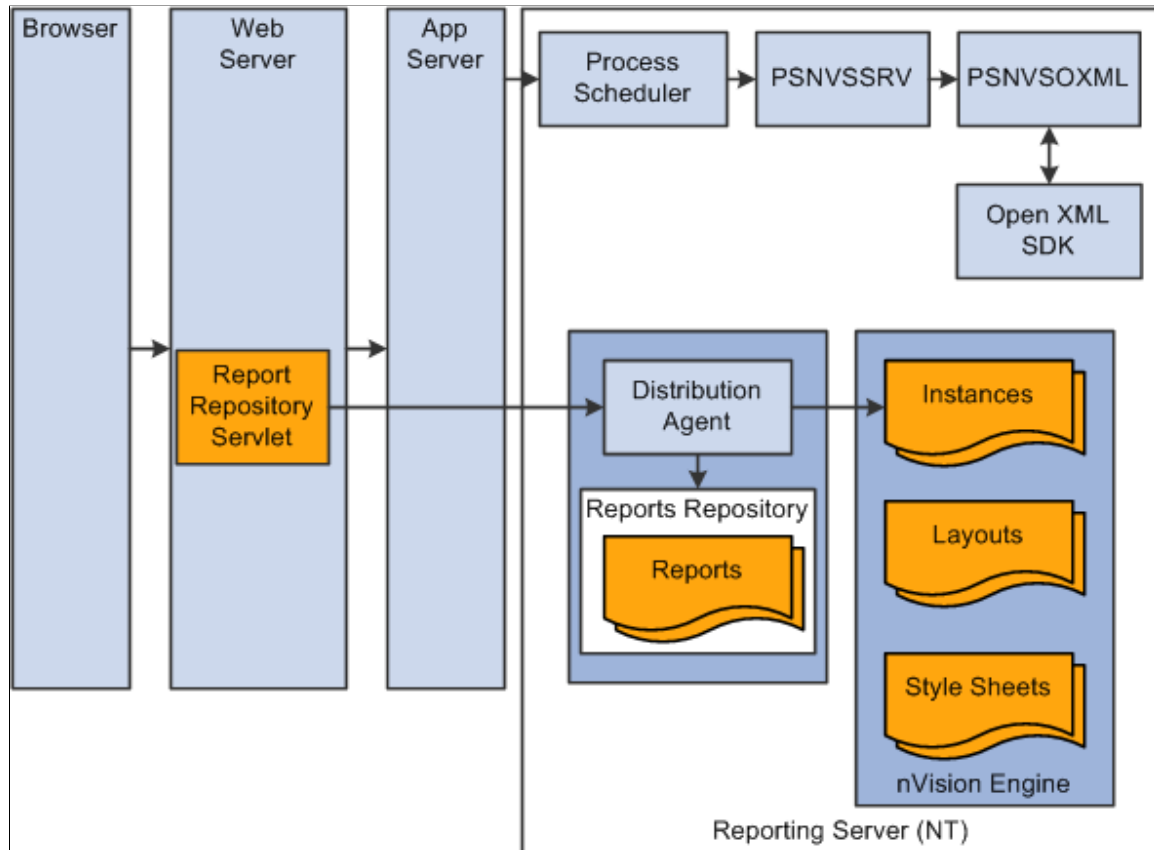 Browser
Web
Server
App
Server
Process
Scheduler
PSNVSSRV
PSNVSOXML
Open XML
SDK
Report
Repository
Servlet
Distribution
Agent
Reports Repository
Reports
Instances
Layouts
Style Sheets
nVision Engine
Reporting Server (NT)